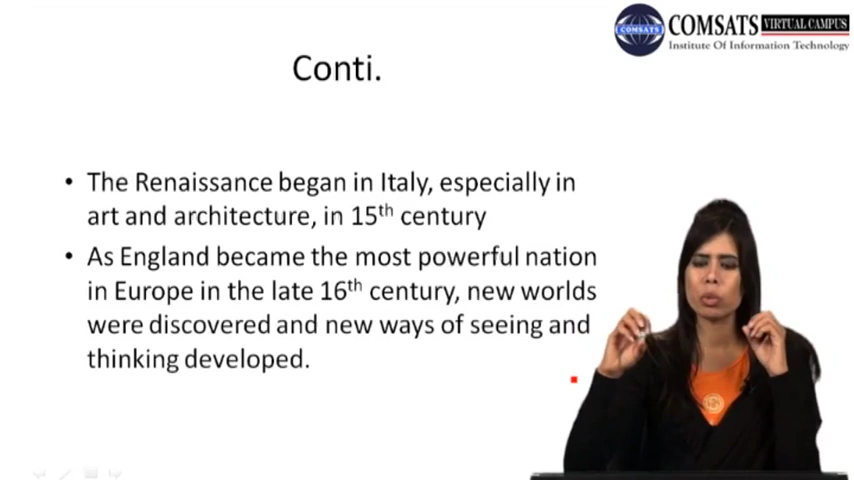 COMSATS VIRTUAL CAMPUS
COMSATS
Institute Of Information Technology
Conti.
• The Renaissance began in Italy, especially in
art and architecture, in 15th century
• As England became the most powerful nation
in Europe in the late 16th century, new worlds
were discovered and new ways of seeing and
thinking developed.